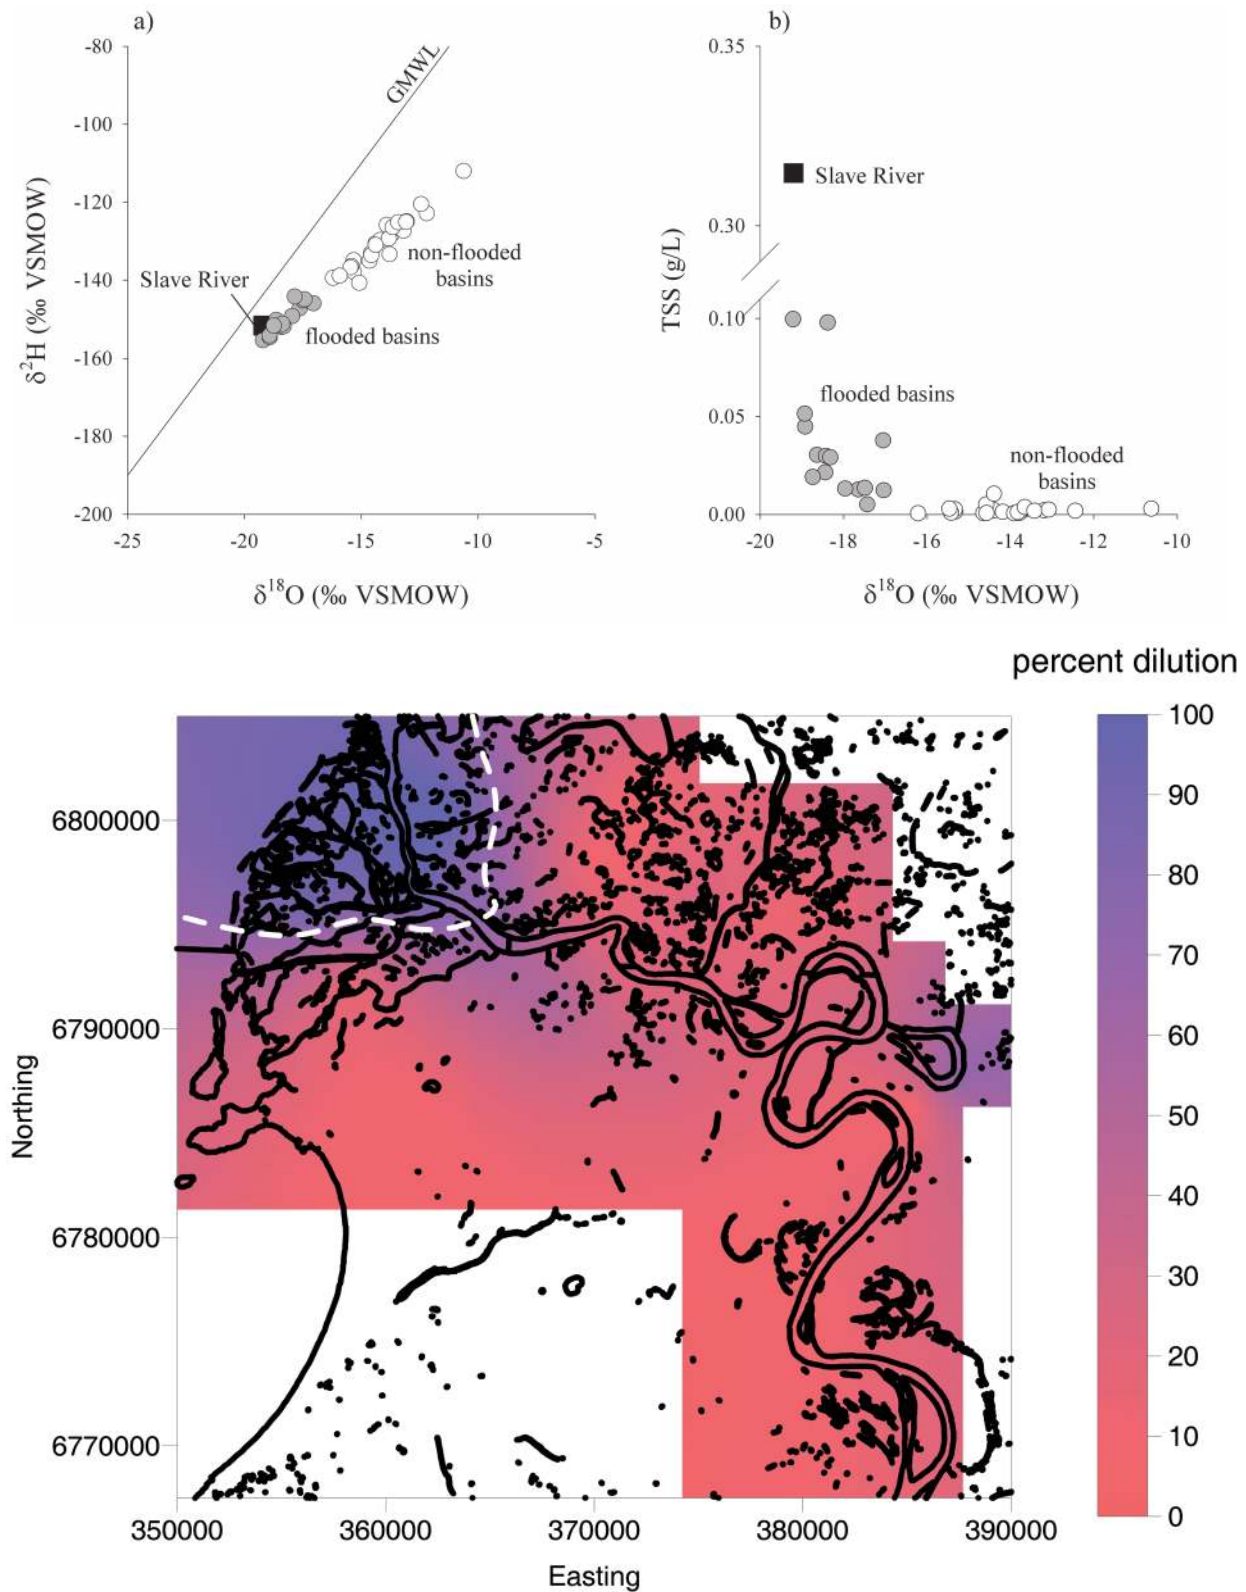 a)
-80
-100
-120
-140
-160
-180
-200
-25
-20
-15
-10
-5
δ²H (‰ VSMOW)
δ¹⁸O (‰ VSMOW)
GMWL
non-flooded
basins
Slave River
flooded basins
b)
0.35
0.30
0.10
0.05
0.00
-20
-18
-16
-14
-12
-10
TSS (g/L)
δ¹⁸O (‰ VSMOW)
Slave River
flooded basins
non-flooded
basins
percent dilution
100
90
80
70
60
50
40
30
20
10
0
6800000
6790000
6780000
6770000
Northing
350000
360000
370000
380000
390000
Easting